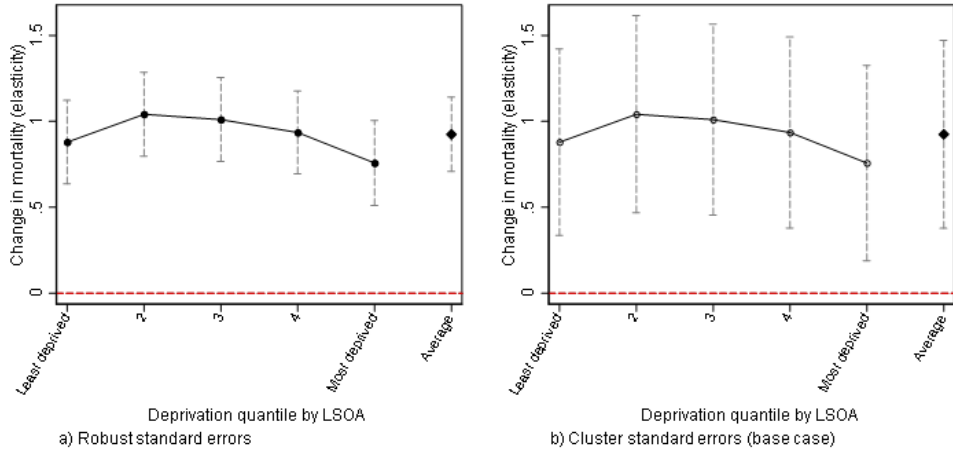 Change in mortality (elasticity)
1.5
1
.5
0
Least deprived
2
3
4
Most deprived
Average
Deprivation quantile by LSOA
a) Robust standard errors
Change in mortality (elasticity)
1.5
1
.5
0
Least deprived
2
3
4
Most deprived
Average
Deprivation quantile by LSOA
b) Cluster standard errors (base case)